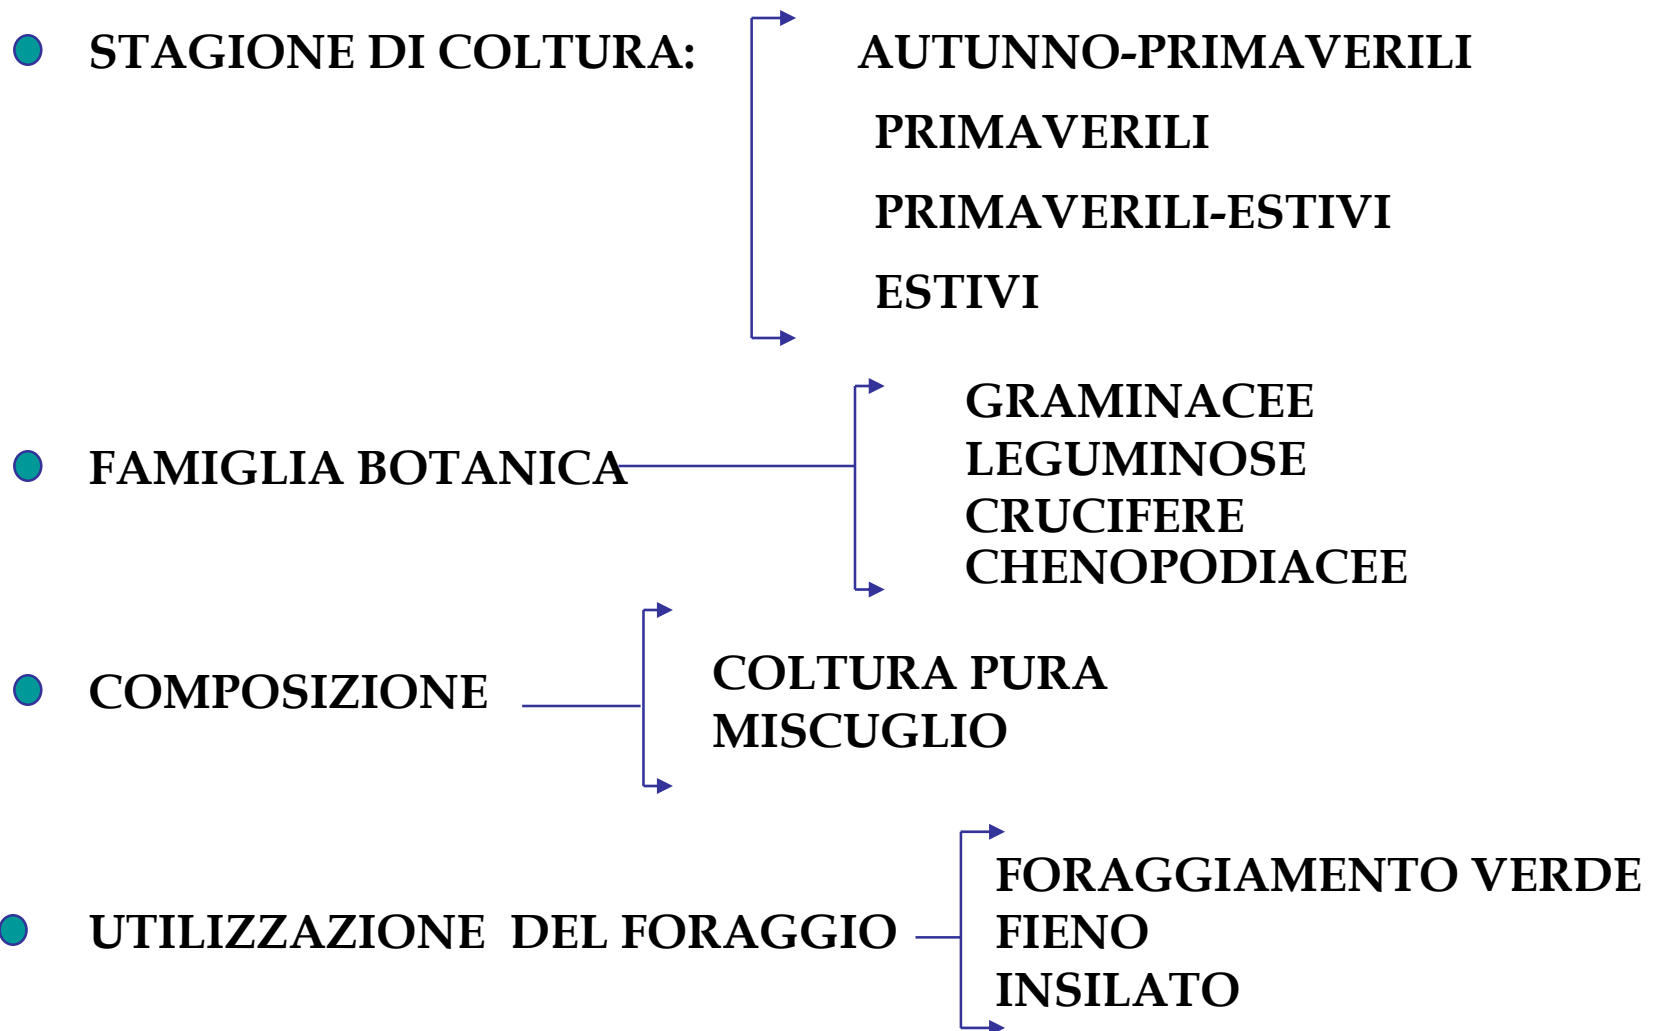 STAGIONE DI COLTURA:
AUTUNNO-PRIMAVERILI
PRIMAVERILI
PRIMAVERILI-ESTIVI
ESTIVI
FAMIGLIA BOTANICA
GRAMINACEE
LEGUMINOSE
CRUCIFERE
CHENOPODIACEE
COMPOSIZIONE
COLTURA PURA
MISCUGLIO
UTILIZZAZIONE DEL FORAGGIO
FORAGGIAMENTO VERDE
FIENO
INSILATO